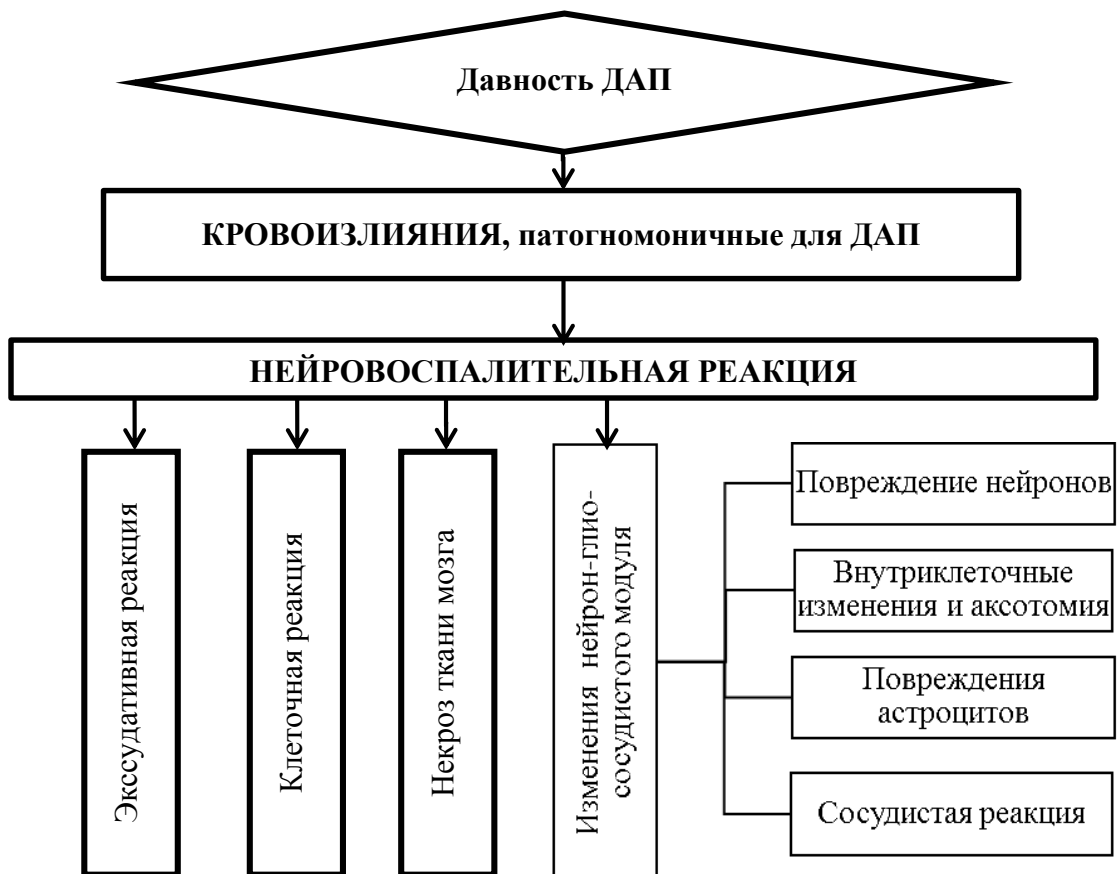 Давность ДАП
КРОВОИЗЛИЯНИЯ, патогномоничные для ДАП
НЕЙРОВОСПАЛИТЕЛЬНАЯ РЕАКЦИЯ
Экссудативная реакция
Клеточная реакция
Некроз ткани мозга
Изменения нейрон-глио-
сосудистого модуля
Повреждение нейронов
Внутриклеточные
изменения и аксотомия
Повреждения
астроцитов
Сосудистая реакция